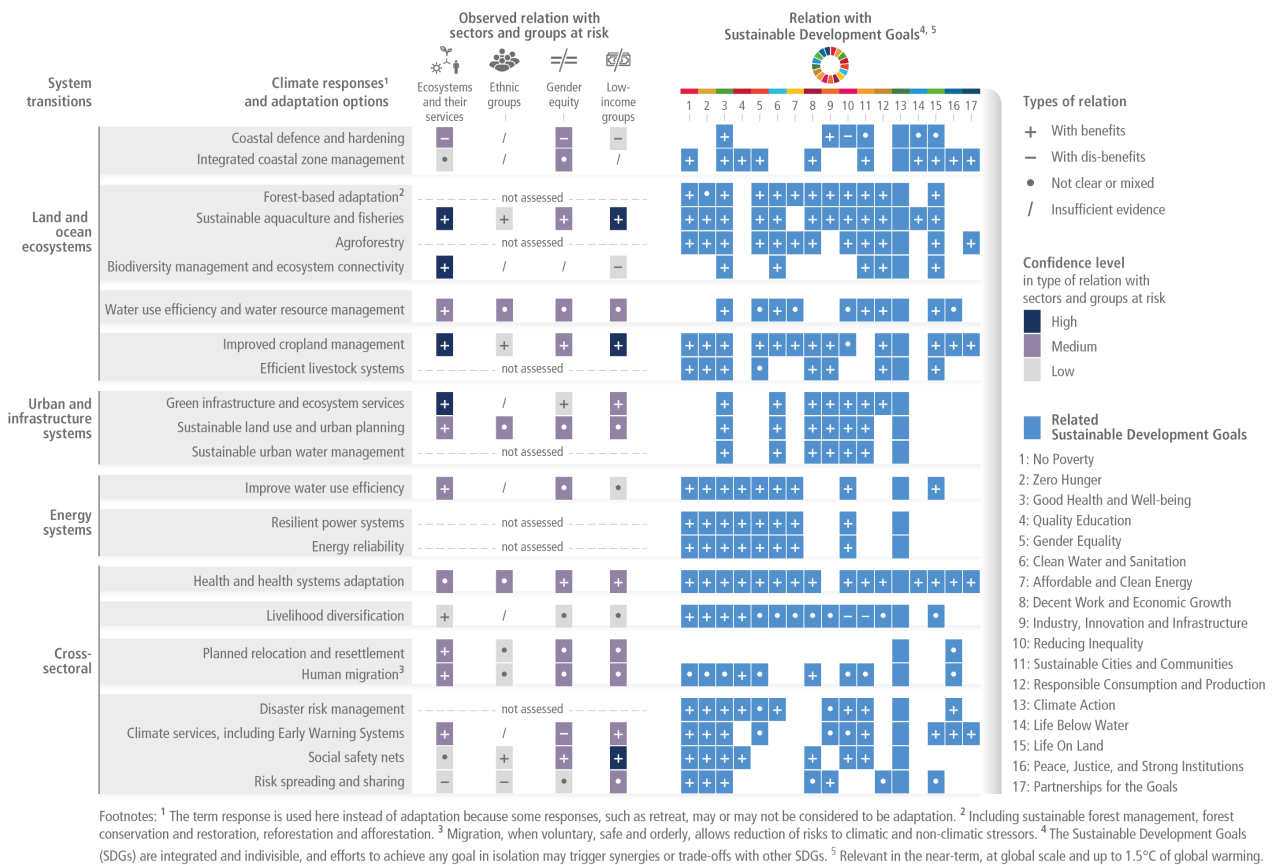 Observed relation with
sectors and groups at risk
Relation with
Sustainable Development Goals4, 5
System
transitions
Climate responses1
and adaptation options
Ecosystems
and their
services
Ethnic
groups
Gender
equity
Low-
income
groups
1 2 3 4 5 6 7 8 9 10 11 12 13 14 15 16 17
Land and
ocean
ecosystems
Coastal defence and hardening – / – – + + – + • •
Integrated coastal zone management • / • / + + + + + + + + + +
Forest-based adaptation2 not assessed + • + + + + + + + + + +
Sustainable aquaculture and fisheries + + + + + + + + + + + + + + + +
Agroforestry not assessed + + + + + + + + + + + +
Biodiversity management and ecosystem connectivity + / / – + + + + +
Water use efficiency and water resource management + • • • + • + • • + + + •
Improved cropland management + + + + + + + + + + + + • + + + +
Efficient livestock systems not assessed + + + • + + + +
Urban and
infrastructure
systems
Green infrastructure and ecosystem services + / + + + + + + + + +
Sustainable land use and urban planning + • • • + + + + + +
Sustainable urban water management not assessed + + + + + +
Energy
systems
Improve water use efficiency + / • • + + + + + + + + +
Resilient power systems not assessed + + + + + + + +
Energy reliability not assessed + + + + + + + +
Cross-
sectoral
Health and health systems adaptation • • + + + + + + + + + + + + + + + + +
Livelihood diversification + / • • + + + + • • • • • – – • •
Planned relocation and resettlement + • • • •
Human migration3 + • • • • • • + • + • • •
Disaster risk management not assessed + + + + • + • + + +
Climate services, including Early Warning Systems + / – + + + + • • • + + + +
Social safety nets • + + + + + + + + + +
Risk spreading and sharing – – • • + + + • + • •
Types of relation
+ With benefits
– With dis-benefits
• Not clear or mixed
/ Insufficient evidence
Confidence level
in type of relation with
sectors and groups at risk
High
Medium
Low
Related
Sustainable Development Goals
1: No Poverty
2: Zero Hunger
3: Good Health and Well-being
4: Quality Education
5: Gender Equality
6: Clean Water and Sanitation
7: Affordable and Clean Energy
8: Decent Work and Economic Growth
9: Industry, Innovation and Infrastructure
10: Reducing Inequality
11: Sustainable Cities and Communities
12: Responsible Consumption and Production
13: Climate Action
14: Life Below Water
15: Life On Land
16: Peace, Justice, and Strong Institutions
17: Partnerships for the Goals
Footnotes: 1 The term response is used here instead of adaptation because some responses, such as retreat, may or may not be considered to be adaptation. 2 Including sustainable forest management, forest
conservation and restoration, reforestation and afforestation. 3 Migration, when voluntary, safe and orderly, allows reduction of risks to climatic and non-climatic stressors. 4 The Sustainable Development Goals
(SDGs) are integrated and indivisible, and efforts to achieve any goal in isolation may trigger synergies or trade-offs with other SDGs. 5 Relevant in the near-term, at global scale and up to 1.5°C of global warming.